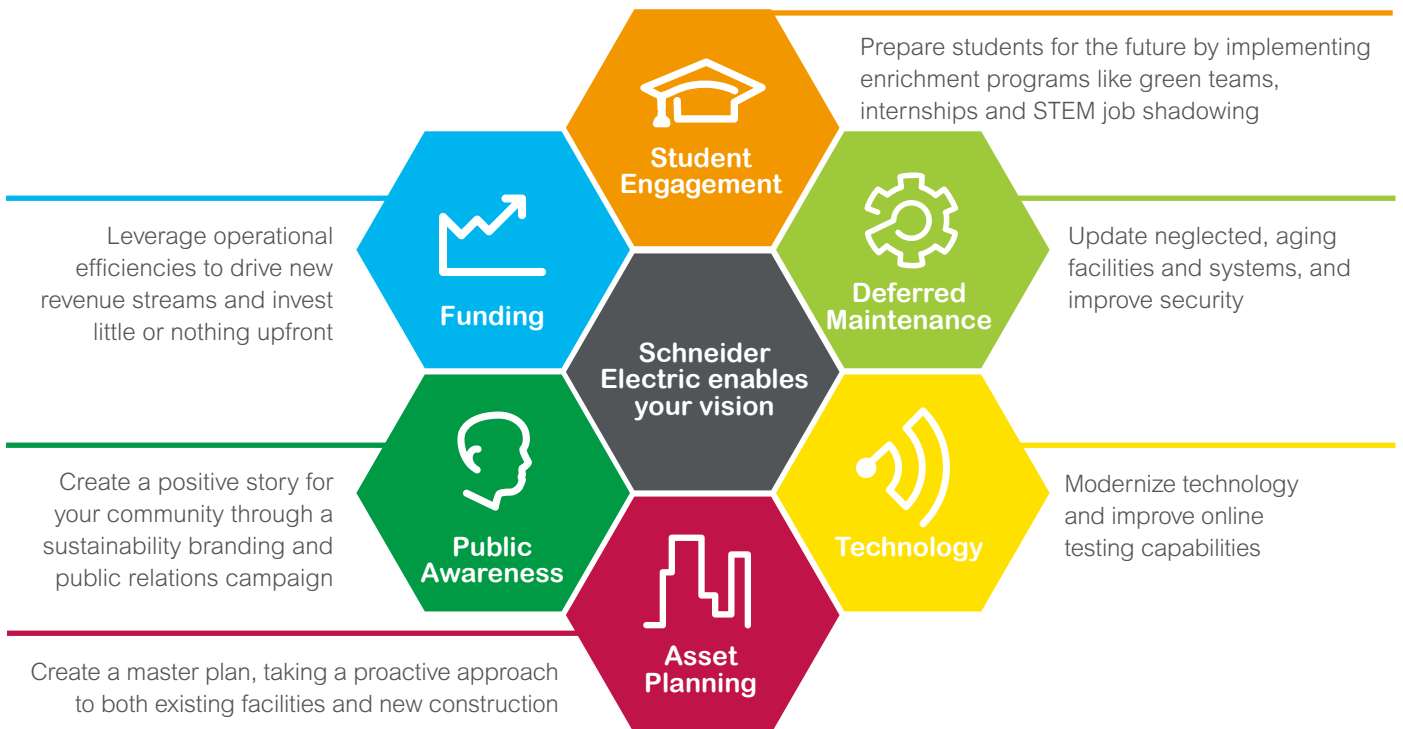 Prepare students for the future by implementing
enrichment programs like green teams,
internships and STEM job shadowing
Student
Engagement
Leverage operational
efficiencies to drive new
revenue streams and invest
little or nothing upfront
Funding
Deferred
Maintenance
Update neglected, aging
facilities and systems, and
improve security
Schneider
Electric enables
your vision
Create a positive story for
your community through a
sustainability branding and
public relations campaign
Public
Awareness
Technology
Modernize technology
and improve online
testing capabilities
Asset
Planning
Create a master plan, taking a proactive approach
to both existing facilities and new construction